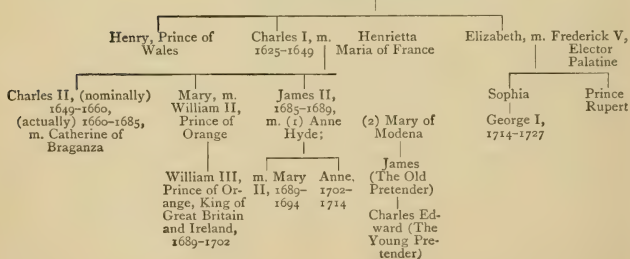 Henry, Prince of
Wales
Charles I, m.
1625-1649
Henrietta
Maria of France
Elizabeth, m. Frederick V,
Elector
Palatine
Charles II, (nominally)
1649-1660,
(actually) 1660-1685,
m. Catherine of
Braganza
Mary, m.
William II,
Prince of
Orange
James II,
1685-1689,
m. (1) Anne
Hyde;
(2) Mary of
Modena
Sophia
George I,
1714-1727
Prince
Rupert
William III,
Prince of Or-
ange, King of
Great Britain
and Ireland,
1689-1702
m. Mary
II, 1689-
1694
Anne.
1702-
1714
James
(The Old
Pretender)
Charles Ed-
ward (The
Young Pre-
tender)